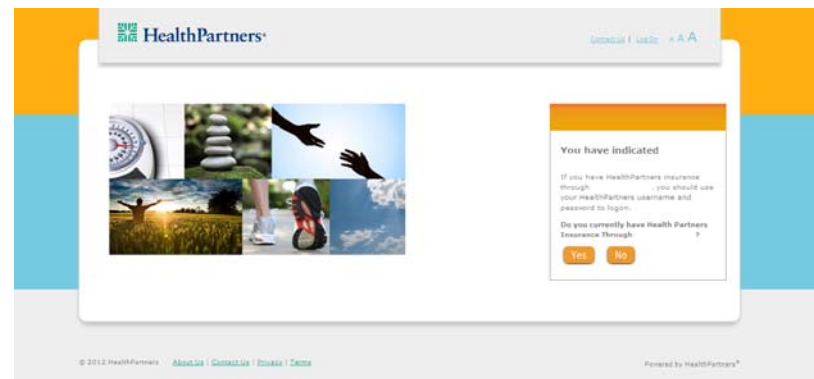 HealthPartners®
Contact Us | Log On A A A
You have indicated
If you have HealthPartners insurance
through , you should use
your HealthPartners username and
password to logon.
Do you currently have Health Partners
Insurance Through ?
Yes No
© 2012 HealthPartners About Us | Contact Us | Privacy | Terms
Powered by HealthPartners®